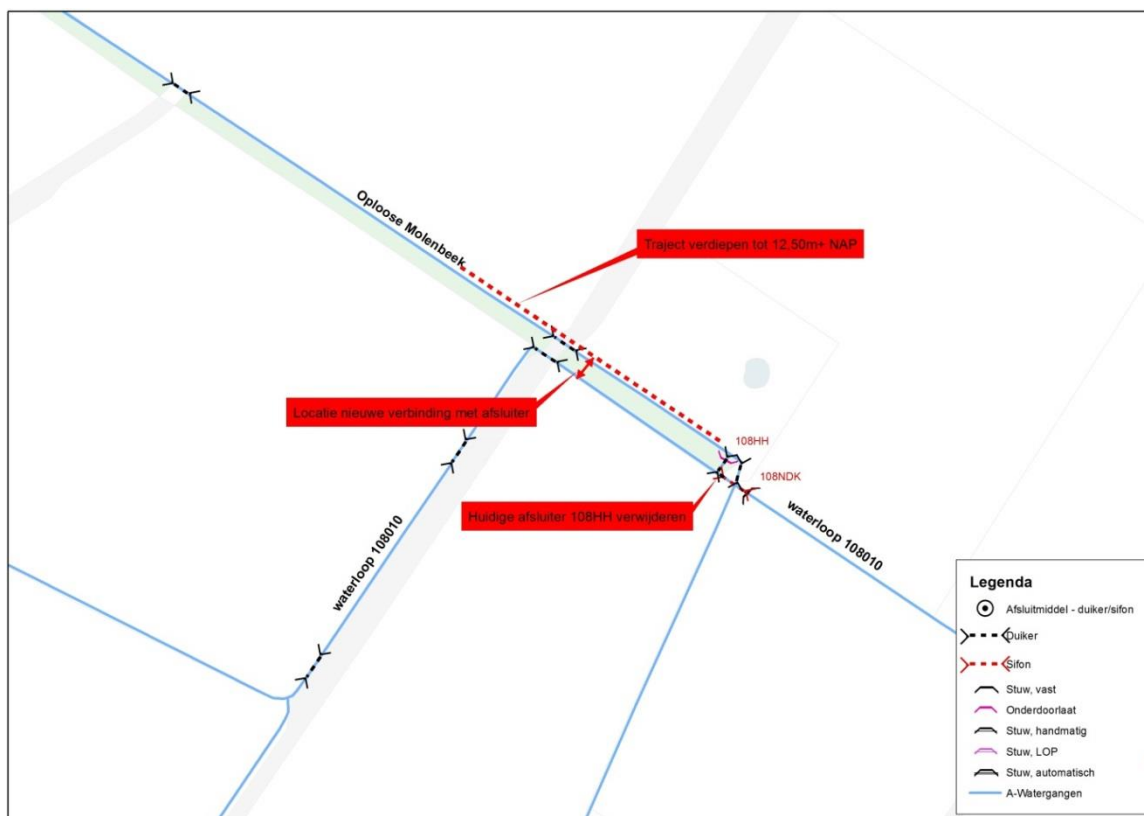 Oploose Molenbeek
Traject verdiepen tot 12,50m+ NAP
Locatie nieuwe verbinding met afsluiter
108HH
108NDK
Huidige afsluiter 108HH verwijderen
waterloop 108010
waterloop 108010
Legenda
Afsluitmiddel - duiker/sifon
Duiker
Sifon
Stuw, vast
Onderdoorlaat
Stuw, handmatig
Stuw, LOP
Stuw, automatisch
A-Watergangen